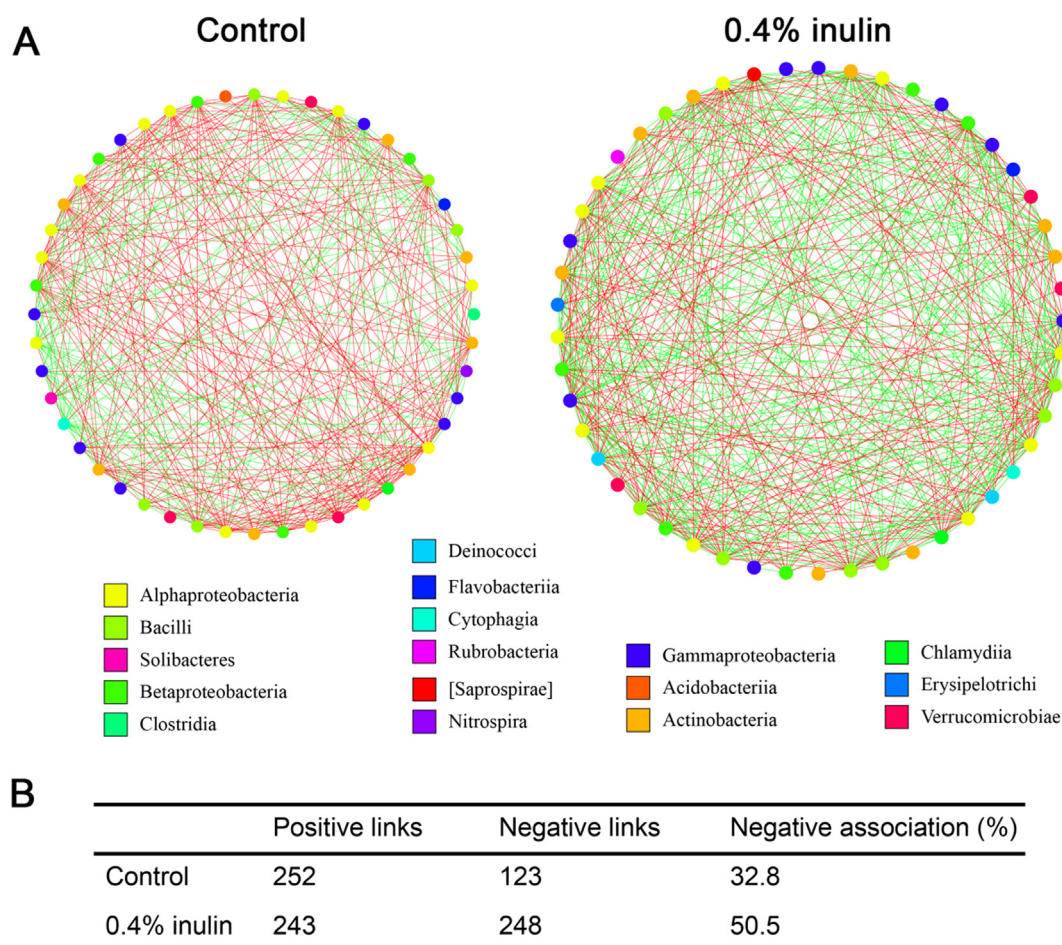 A
Control
0.4% inulin
Alphaproteobacteria
Bacilli
Solibacteres
Betaproteobacteria
Clostridia
Deinococci
Flavobacteriia
Cytophagia
Rubrobacteria
[Saprospirae]
Nitrospira
Gammaproteobacteria
Acidobacteriia
Actinobacteria
Chlamydiia
Erysipelotrichi
Verrucomicrobiae
B
Positive links Negative links Negative association (%)
Control 252 123 32.8
0.4% inulin 243 248 50.5